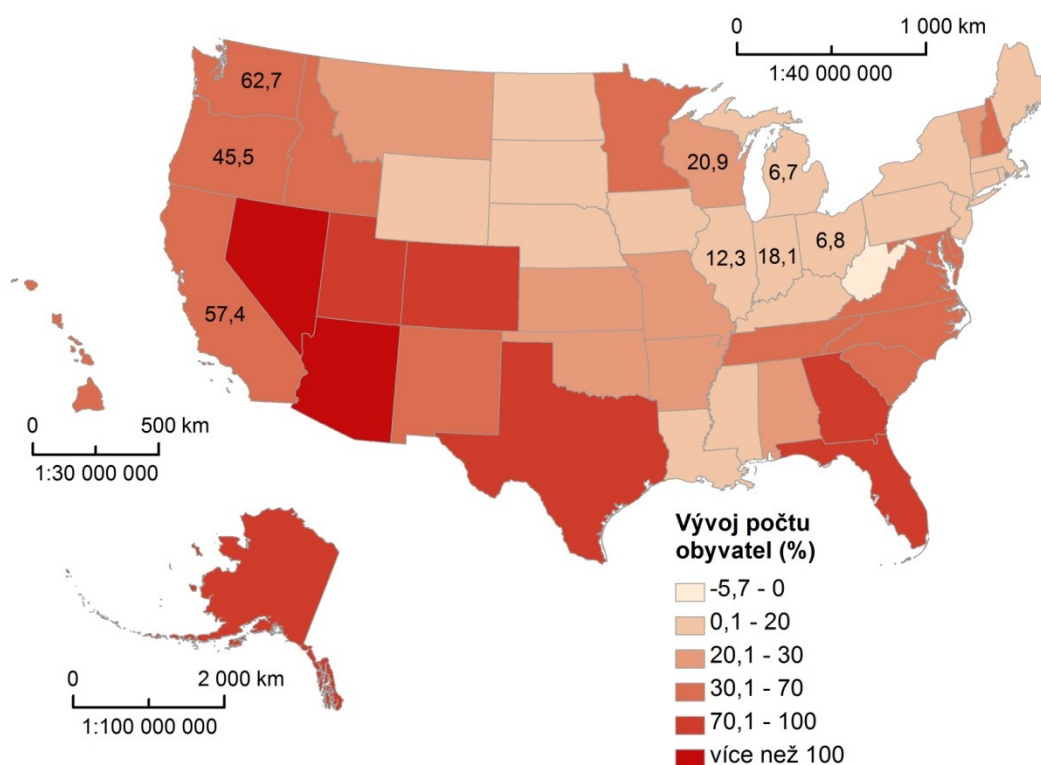 0 1 000 km
1:40 000 000
62,7
45,5
20,9
6,7
12,3
18,1
6,8
57,4
0 500 km
1:30 000 000
0 2 000 km
1:100 000 000
Vývoj počtu
obyvatel (%)
-5,7 - 0
0,1 - 20
20,1 - 30
30,1 - 70
70,1 - 100
více než 100